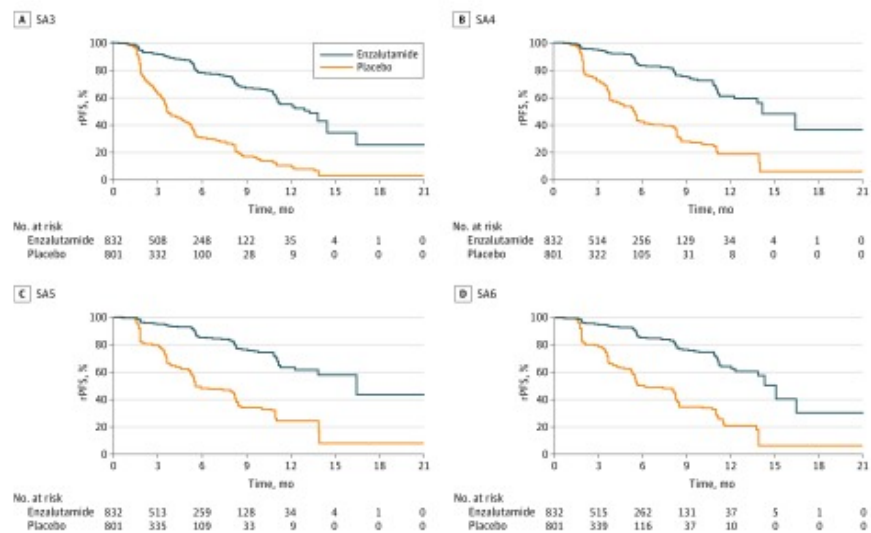 A SA3
100
80
60
40
20
0
rPFS, %
Enzalutamide
Placebo
0 3 6 9 12 15 18 21
Time, mo
No. at risk
Enzalutamide 832 508 248 122 35 4 1 0
Placebo 801 332 100 28 9 0 0 0
B SA4
100
80
60
40
20
0
rPFS, %
0 3 6 9 12 15 18 21
Time, mo
No. at risk
Enzalutamide 832 514 256 129 34 4 1 0
Placebo 801 322 105 31 8 0 0 0
C SA5
100
80
60
40
20
0
rPFS, %
0 3 6 9 12 15 18 21
Time, mo
No. at risk
Enzalutamide 832 513 259 128 34 4 1 0
Placebo 801 335 109 33 9 0 0 0
D SA6
100
80
60
40
20
0
rPFS, %
0 3 6 9 12 15 18 21
Time, mo
No. at risk
Enzalutamide 832 515 262 131 37 5 1 0
Placebo 801 339 116 37 10 0 0 0